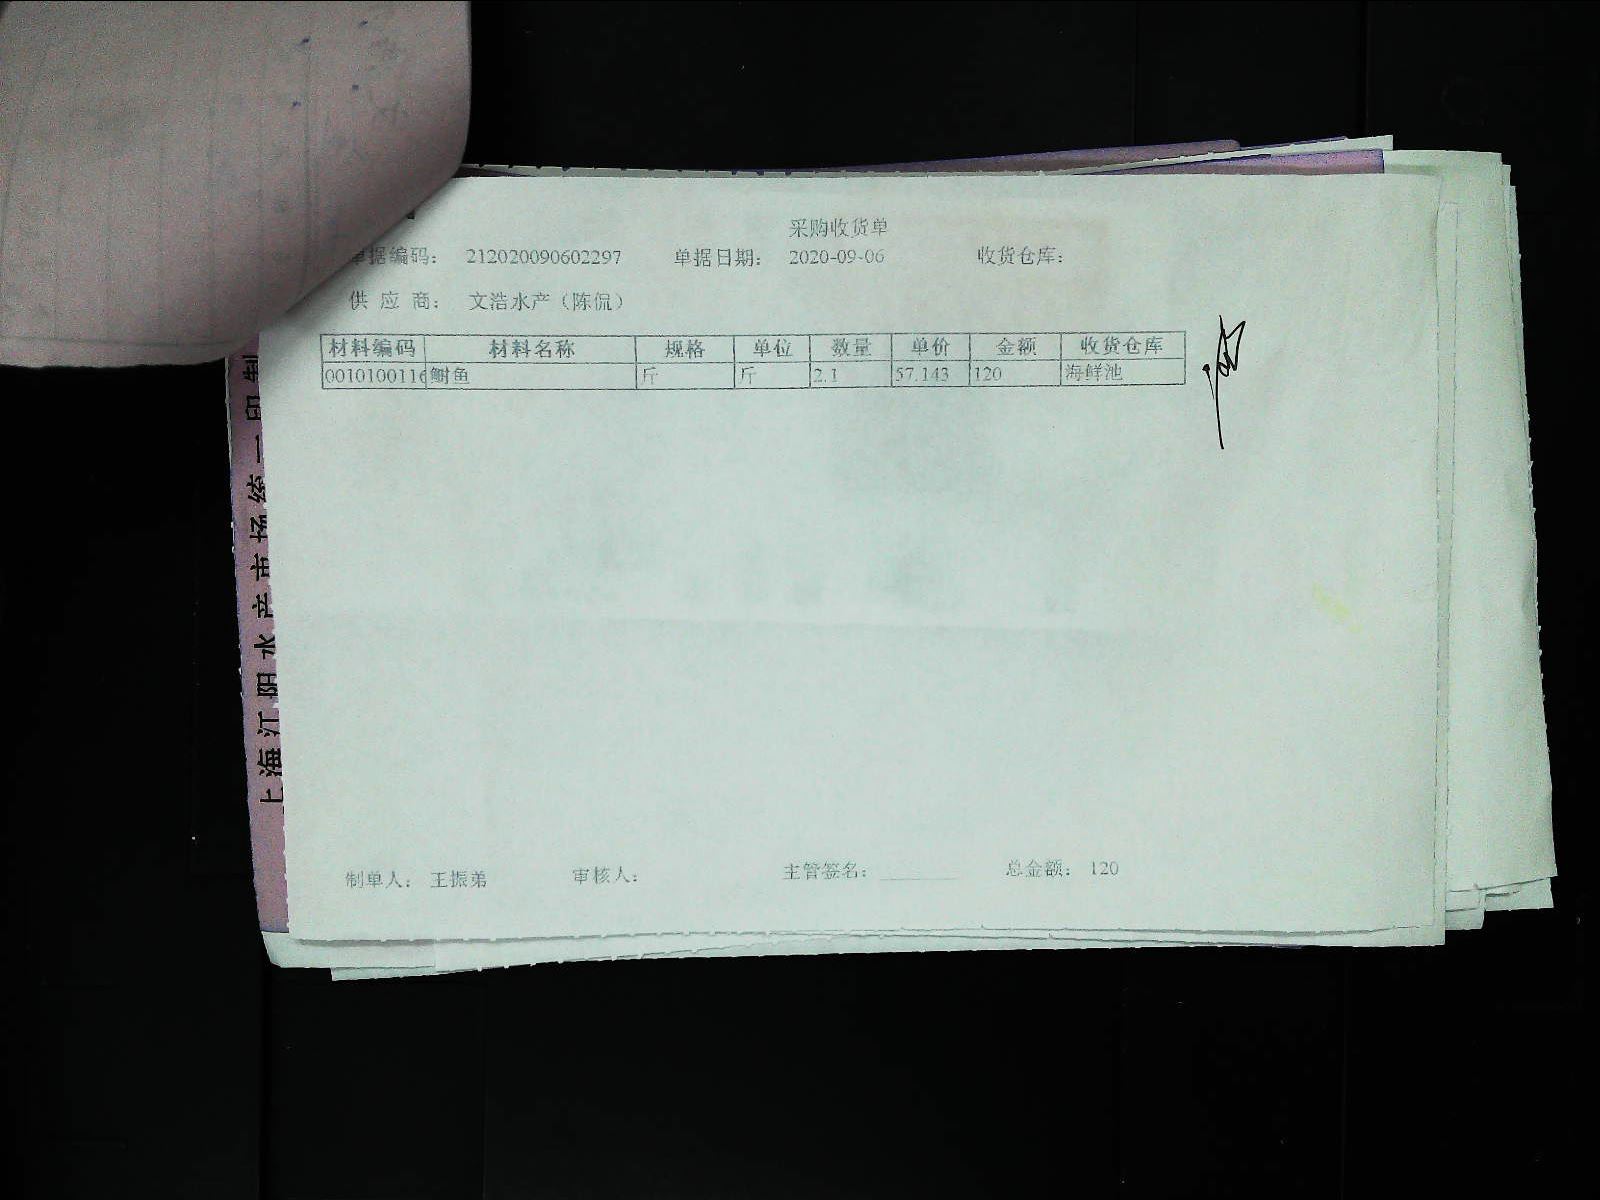 采购收货单
单据编码: 212020090602297 单据日期: 2020-09-06 收货仓库:
供 应 商: 文浩水产（陈侃）
材料编码 材料名称 规格 单位 数量 单价 金额 收货仓库
0010100116 鲥鱼 斤 斤 2.1 57.143 120 海鲜池
制单人: 王振弟 审核人: 主管签名: 总金额: 120
上海江阳水产市场统一印制